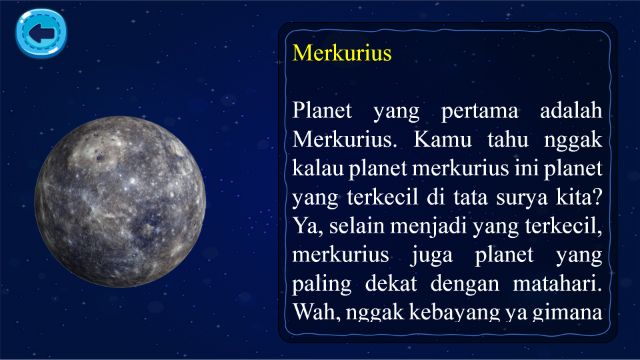 Merkurius
Planet yang pertama adalah
Merkurius. Kamu tahu nggak
kalau planet merkurius ini planet
yang terkecil di tata surya kita?
Ya, selain menjadi yang terkecil,
merkurius juga planet yang
paling dekat dengan matahari.
Wah, nggak kebayang ya gimana